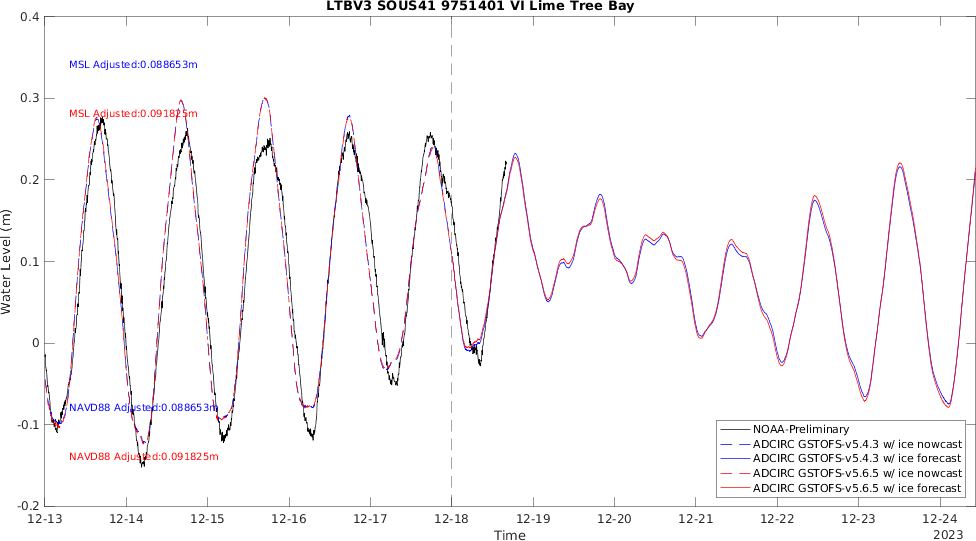 LTBV3 SOUS41 9751401 VI Lime Tree Bay
0.4
0.3
0.2
0.1
0
-0.1
-0.2
Water Level (m)
MSL Adjusted:0.088653m
MSL Adjusted:0.091825m
NAVD88 Adjusted:0.088653m
NAVD88 Adjusted:0.091825m
NOAA-Preliminary
ADCIRC GSTOFS-v5.4.3 w/ ice nowcast
ADCIRC GSTOFS-v5.4.3 w/ ice forecast
ADCIRC GSTOFS-v5.6.5 w/ ice nowcast
ADCIRC GSTOFS-v5.6.5 w/ ice forecast
12-13 12-14 12-15 12-16 12-17 12-18 12-19 12-20 12-21 12-22 12-23 12-24
Time
2023